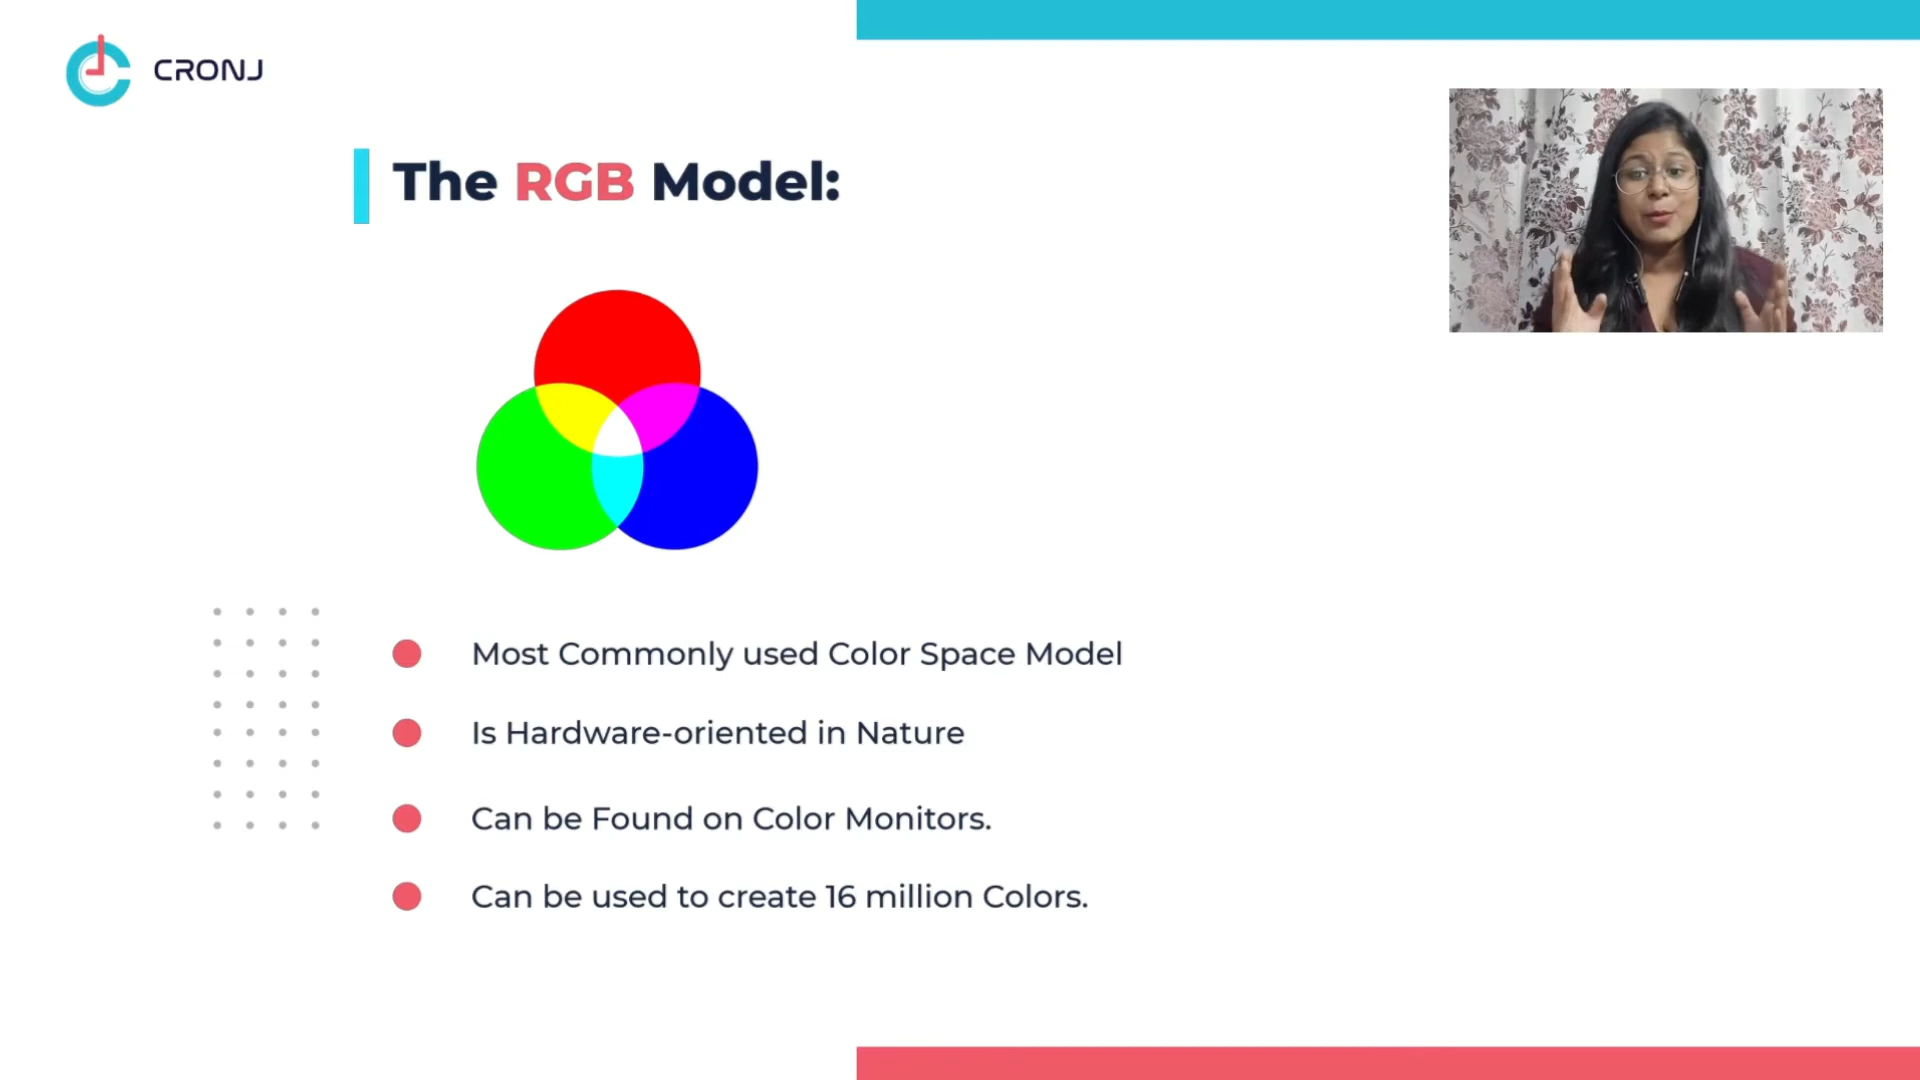 CRONJ
The RGB Model:
Most Commonly used Color Space Model
Is Hardware-oriented in Nature
Can be Found on Color Monitors.
Can be used to create 16 million Colors.